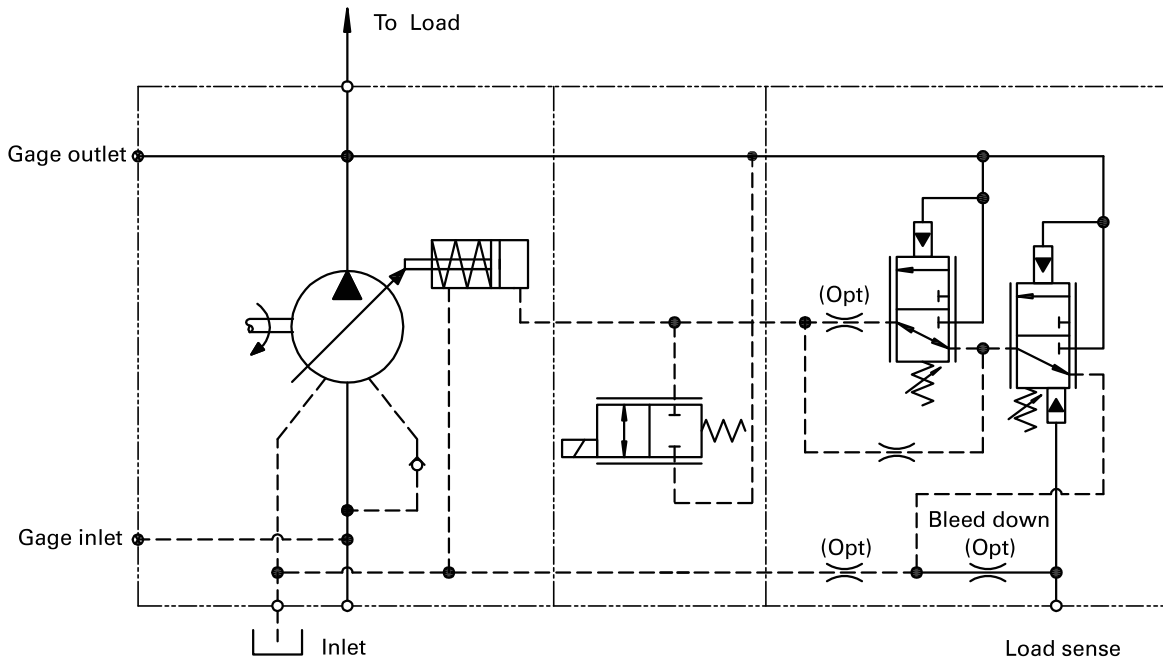 To Load
Gage outlet
(Opt)
Gage inlet
Bleed down
(Opt)
(Opt)
Inlet
Load sense